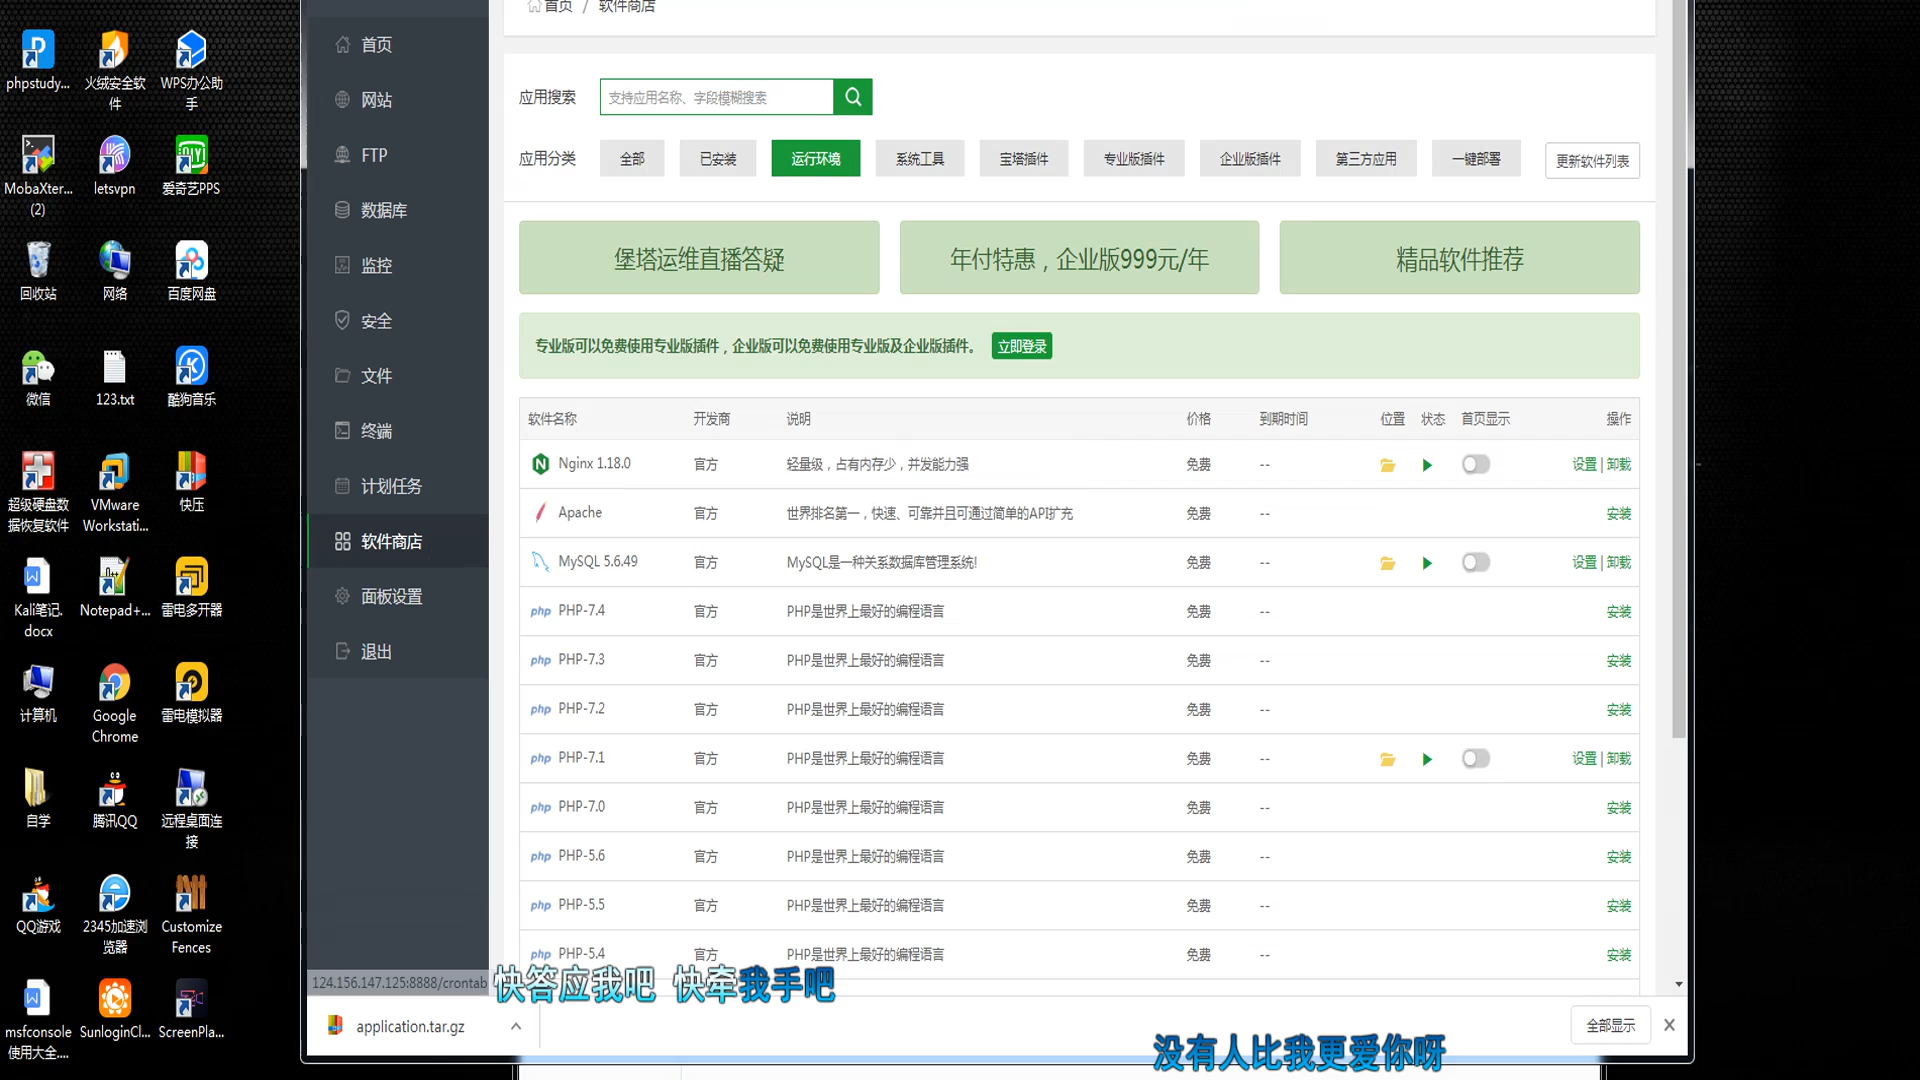 首页 / 软件商店
phpstudy...
火绒安全软
件
WPS办公助
手
MobaXter...
(2)
letsvpn
爱奇艺PPS
回收站
网络
百度网盘
微信
123.txt
酷狗音乐
超级硬盘数
据恢复软件
VMware
Workstati...
快压
Kali笔记.
docx
Notepad+...
雷电多开器
计算机
Google
Chrome
雷电模拟器
自学
腾讯QQ
远程桌面连
接
QQ游戏
2345加速浏
览器
Customize
Fences
msfconsole
使用大全....
SunloginCl...
ScreenPla...
首页
网站
FTP
数据库
监控
安全
文件
终端
计划任务
软件商店
面板设置
退出
124.156.147.125:8888/crontab
应用搜索 支持应用名称、字段模糊搜索
应用分类 全部 已安装 运行环境 系统工具 宝塔插件 专业版插件 企业版插件 第三方应用 一键部署 更新软件列表
堡塔运维直播答疑 年付特惠，企业版999元/年 精品软件推荐
专业版可以免费使用专业版插件，企业版可以免费使用专业版及企业版插件。 立即登录
软件名称 开发商 说明 价格 到期时间 位置 状态 首页显示 操作
Nginx 1.18.0 官方 轻量级，占有内存少，并发能力强 免费 -- 设置 | 卸载
Apache 官方 世界排名第一，快速、可靠并且可通过简单的API扩充 免费 -- 安装
MySQL 5.6.49 官方 MySQL是一种关系数据库管理系统! 免费 -- 设置 | 卸载
php PHP-7.4 官方 PHP是世界上最好的编程语言 免费 -- 安装
php PHP-7.3 官方 PHP是世界上最好的编程语言 免费 -- 安装
php PHP-7.2 官方 PHP是世界上最好的编程语言 免费 -- 安装
php PHP-7.1 官方 PHP是世界上最好的编程语言 免费 -- 设置 | 卸载
php PHP-7.0 官方 PHP是世界上最好的编程语言 免费 -- 安装
php PHP-5.6 官方 PHP是世界上最好的编程语言 免费 -- 安装
php PHP-5.5 官方 PHP是世界上最好的编程语言 免费 -- 安装
php PHP-5.4 官方 PHP是世界上最好的编程语言 免费 -- 安装
快答应我吧 快牵我手吧
application.tar.gz 全部显示
没有人比我更爱你呀